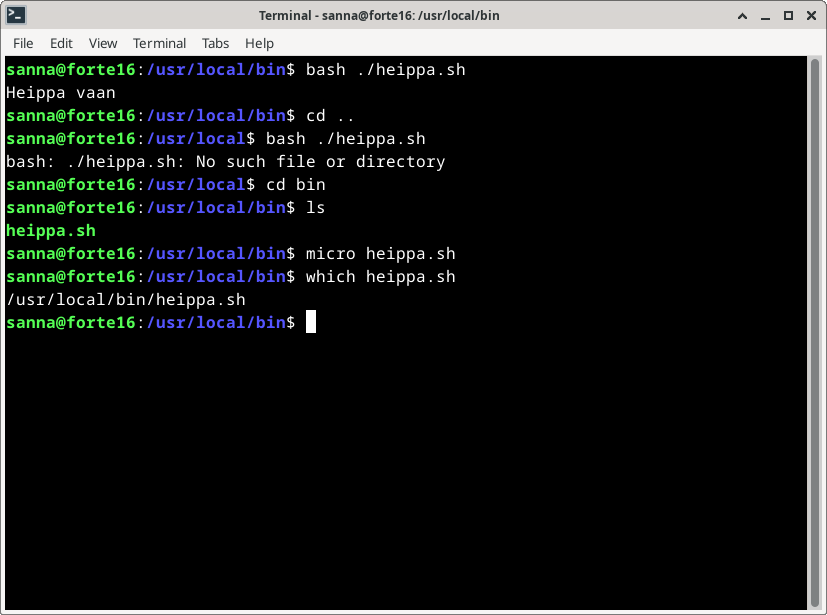 Terminal - sanna@forte16: /usr/local/bin
File Edit View Terminal Tabs Help
sanna@forte16:/usr/local/bin$ bash ./heippa.sh
Heippa vaan
sanna@forte16:/usr/local/bin$ cd ..
sanna@forte16:/usr/local$ bash ./heippa.sh
bash: ./heippa.sh: No such file or directory
sanna@forte16:/usr/local$ cd bin
sanna@forte16:/usr/local/bin$ ls
heippa.sh
sanna@forte16:/usr/local/bin$ micro heippa.sh
sanna@forte16:/usr/local/bin$ which heippa.sh
/usr/local/bin/heippa.sh
sanna@forte16:/usr/local/bin$